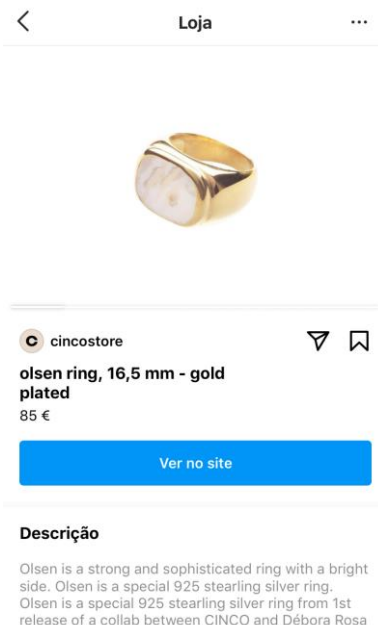 Loja
cincostore
olsen ring, 16,5 mm - gold
plated
85 €
Ver no site
Descrição
Olsen is a strong and sophisticated ring with a bright
side. Olsen is a special 925 stearling silver ring.
Olsen is a special 925 stearling silver ring from 1st
release of a collab between CINCO and Débora Rosa